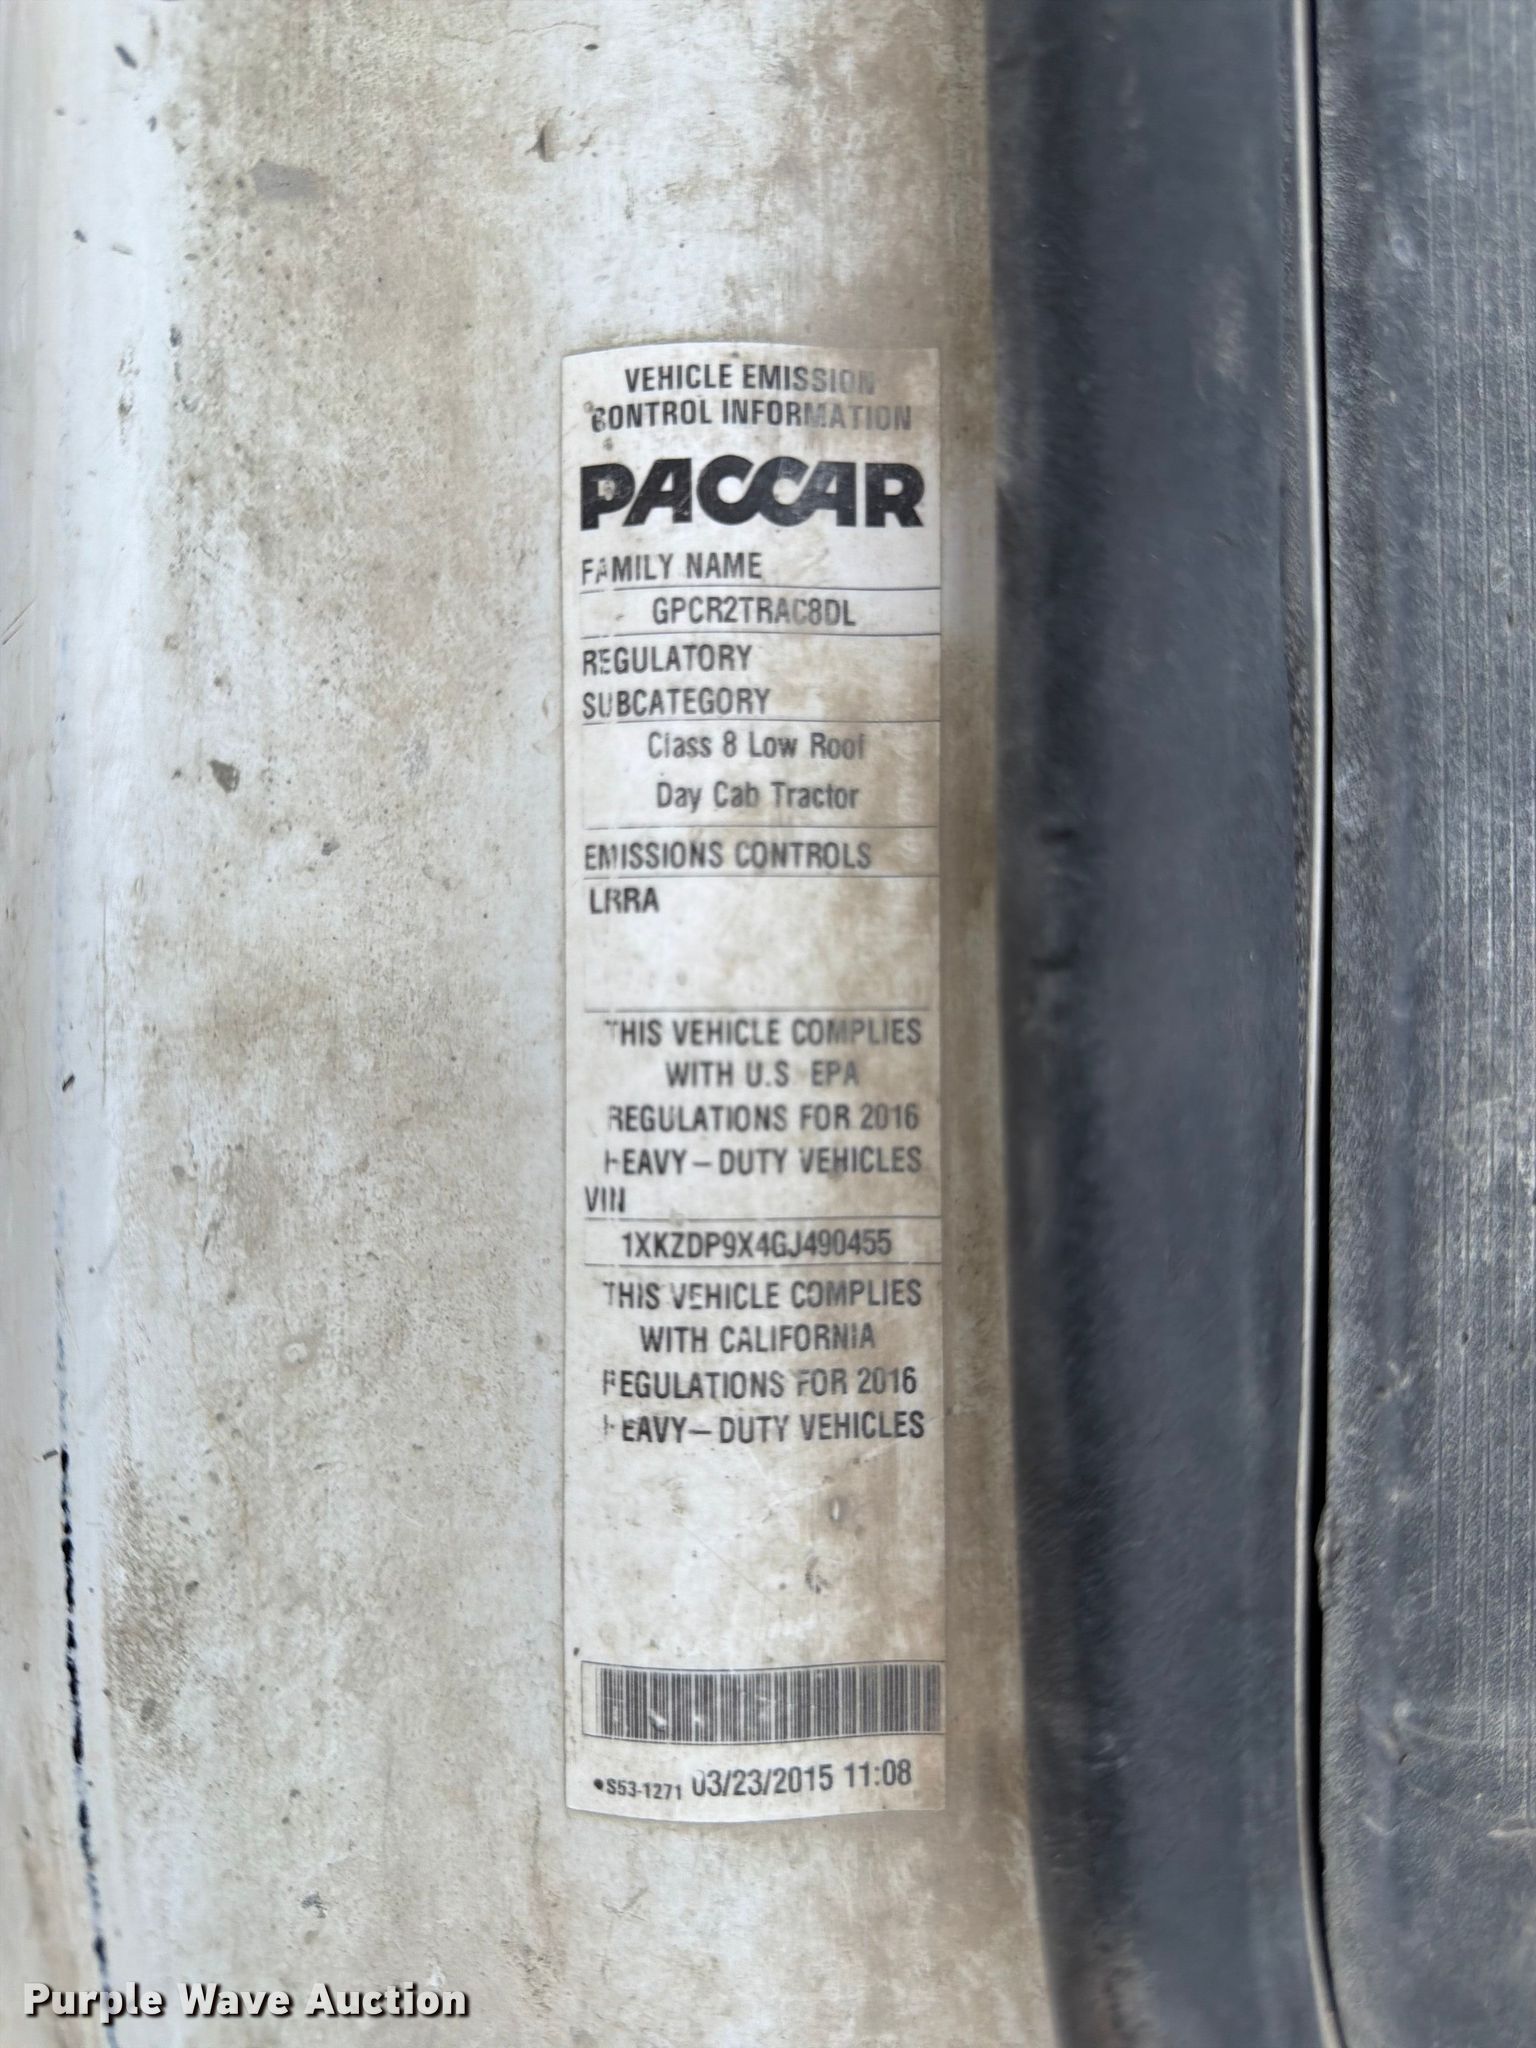 VEHICLE EMISSION
CONTROL INFORMATION
PACCAR
FAMILY NAME
GPCR2TRAC8DL
REGULATORY
SUBCATEGORY
Class 8 Low Roof
Day Cab Tractor
EMISSIONS CONTROLS
LRRA
THIS VEHICLE COMPLIES
WITH U.S EPA
REGULATIONS FOR 2016
HEAVY-DUTY VEHICLES
VIN
1XKZDP9X4GJ490455
THIS VEHICLE COMPLIES
WITH CALIFORNIA
REGULATIONS FOR 2016
HEAVY-DUTY VEHICLES
•S53-1271 03/23/2015 11:08
Purple Wave Auction